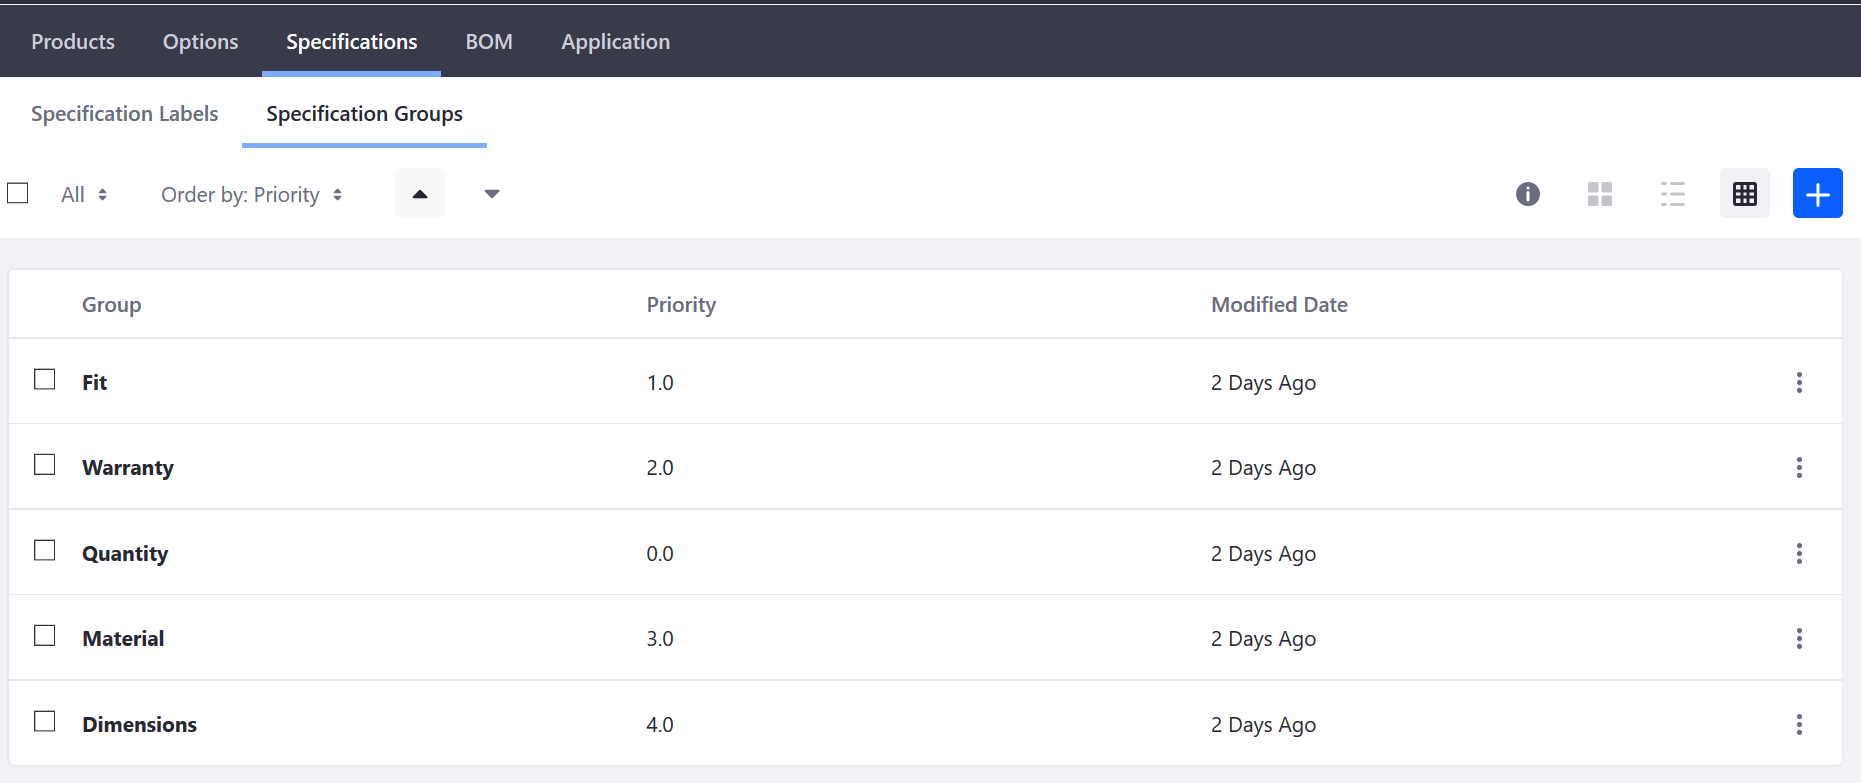 Products Options Specifications BOM Application
Specification Labels Specification Groups
All Order by: Priority
Group Priority Modified Date
Fit 1.0 2 Days Ago
Warranty 2.0 2 Days Ago
Quantity 0.0 2 Days Ago
Material 3.0 2 Days Ago
Dimensions 4.0 2 Days Ago